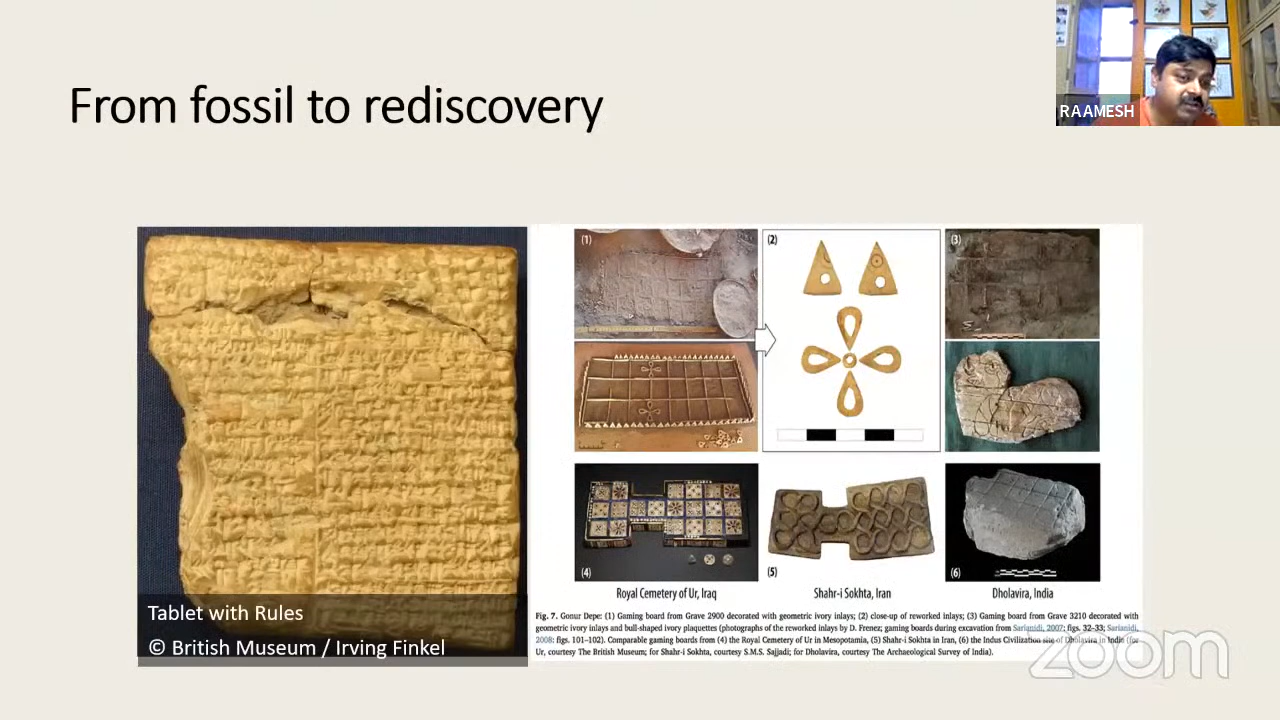 From fossil to rediscovery
RAAMESH
Tablet with Rules
© British Museum / Irving Finkel
(1)
(2)
(3)
(4)
(5)
(6)
Royal Cemetery of Ur, Iraq
Shahr-i Sokhta, Iran
Dholavira, India
Fig. 7. Gonur Depe: (1) Gaming board from Grave 2900 decorated with geometric ivory inlays; (2) close-up of reworked inlays; (3) Gaming board from Grave 3210 decorated with
geometric ivory inlays and bull-shaped ivory plaquettes (photographs of the reworked inlays by D. Frenez; gaming boards during excavation from Sarianidi, 2007: figs. 32–33; Sarianidi,
2008: figs. 101–102). Comparable gaming boards from (4) the Royal Cemetery of Ur in Mesopotamia, (5) Shahr-i Sokhta in Iran, (6) the Indus Civilization site of Dholavira in India (for
Ur, courtesy The British Museum; for Shahr-i Sokhta, courtesy S.M.S. Sajjadi; for Dholavira, courtesy The Archaeological Survey of India).
zoom